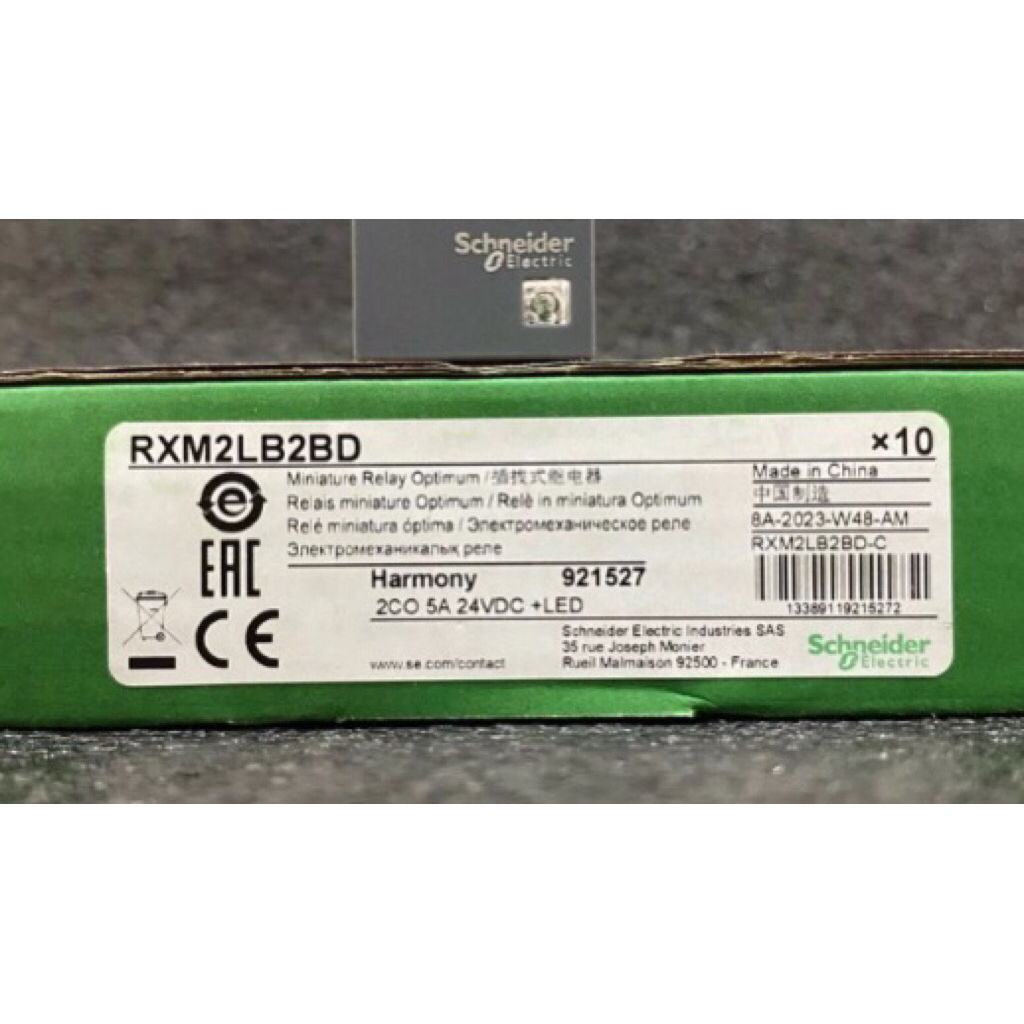 Schneider
Electric
RXM2LB2BD
×10
Miniature Relay Optimum / 插拔式继电器
Relais miniature Optimum / Relè in miniatura Optimum
Relé miniatura óptima / Электромеханическое реле
Электромеханикалық реле
Made in China
中国制造
8A-2023-W48-AM
RXM2LB2BD-C
13389119215272
EAC
CE
Harmony 921527
2CO 5A 24VDC +LED
www.se.com/contact
Schneider Electric Industries SAS
35 rue Joseph Monier
Rueil Malmaison 92500 - France
Schneider
Electric